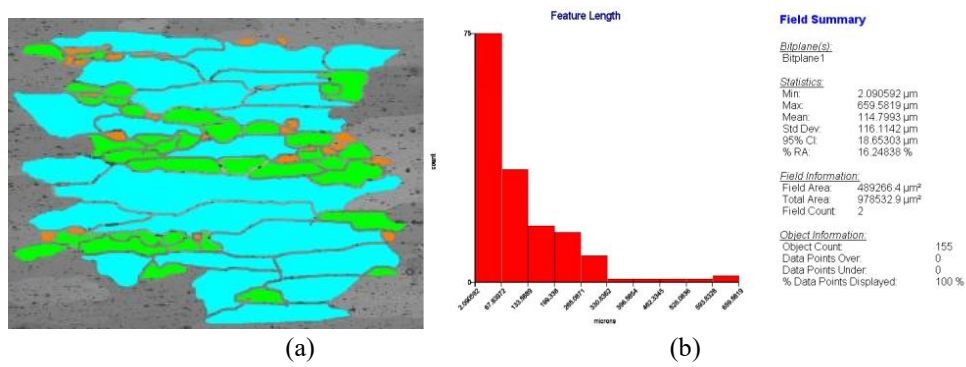 Feature Length
75
count
2.090592
67.83972
133.5889
199.338
265.0871
330.8362
396.5854
462.3345
528.0836
593.8328
659.5819
microns
Field Summary
Bitplane(s):
Bitplane1
Statistics:
Min: 2.090592 µm
Max: 659.5819 µm
Mean: 114.7993 µm
Std Dev: 116.1142 µm
95% CI: 18.65303 µm
% RA: 16.24838 %
Field Information:
Field Area: 489266.4 µm²
Total Area: 978532.9 µm²
Field Count: 2
Object Information:
Object Count: 155
Data Points Over: 0
Data Points Under: 0
% Data Points Displayed: 100 %
(a)
(b)